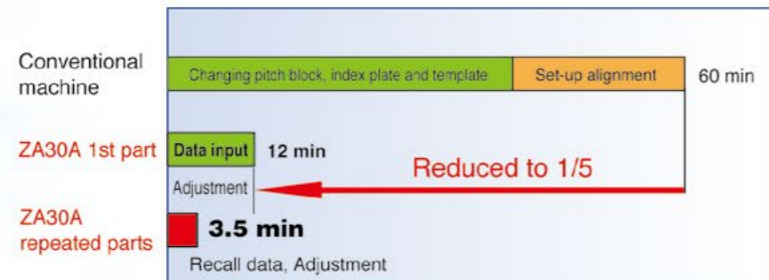 Conventional
machine
Changing pitch block, index plate and template
Set-up alignment
60 min
ZA30A 1st part
Data input
12 min
Adjustment
Reduced to 1/5
ZA30A
repeated parts
3.5 min
Recall data, Adjustment